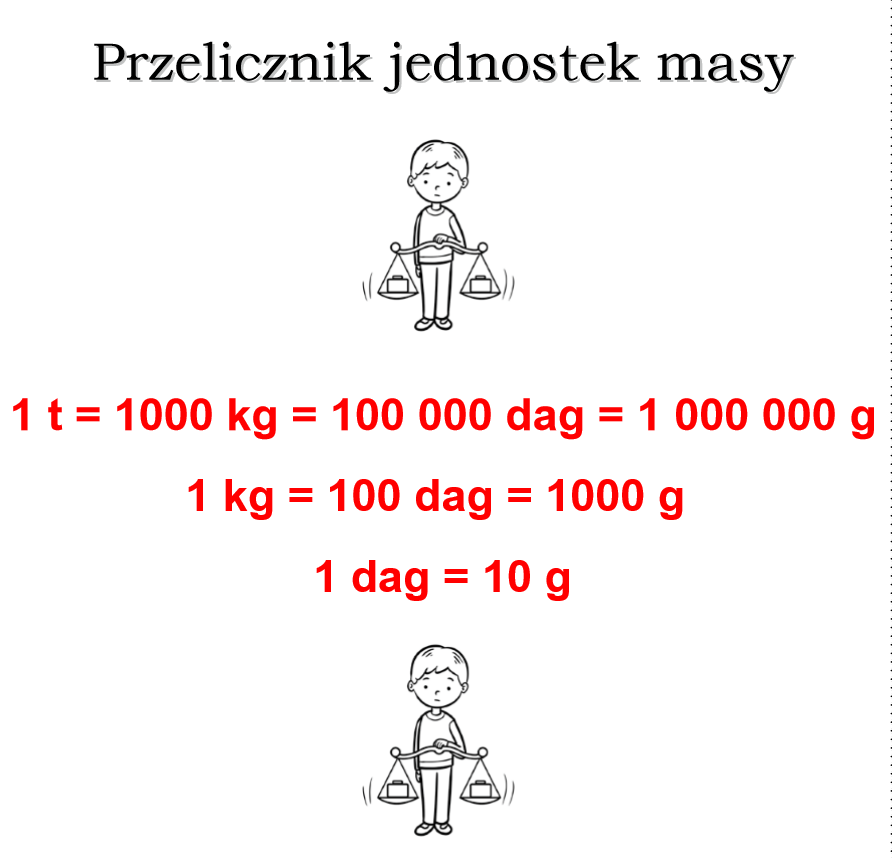 Przelicznik jednostek masy
1 t = 1000 kg = 100 000 dag = 1 000 000 g
1 kg = 100 dag = 1000 g
1 dag = 10 g